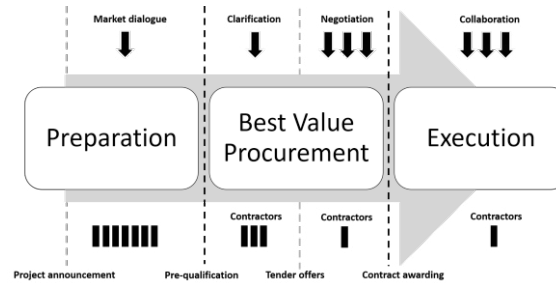 Market dialogue
Clarification
Negotiation
Collaboration
Preparation
Best Value
Procurement
Execution
Contractors
Contractors
Contractors
Project announcement
Pre-qualification
Tender offers
Contract awarding